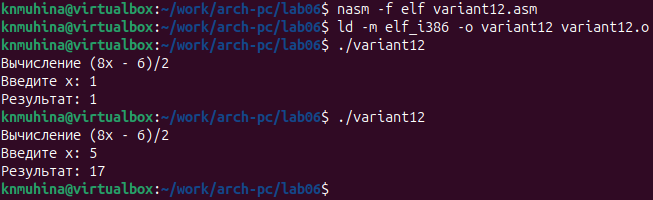 knmuhina@virtualbox:~/work/arch-pc/lab06$ nasm -f elf variant12.asm
knmuhina@virtualbox:~/work/arch-pc/lab06$ ld -m elf_i386 -o variant12 variant12.o
knmuhina@virtualbox:~/work/arch-pc/lab06$ ./variant12
Вычисление (8x - 6)/2
Введите x: 1
Результат: 1
knmuhina@virtualbox:~/work/arch-pc/lab06$ ./variant12
Вычисление (8x - 6)/2
Введите x: 5
Результат: 17
knmuhina@virtualbox:~/work/arch-pc/lab06$